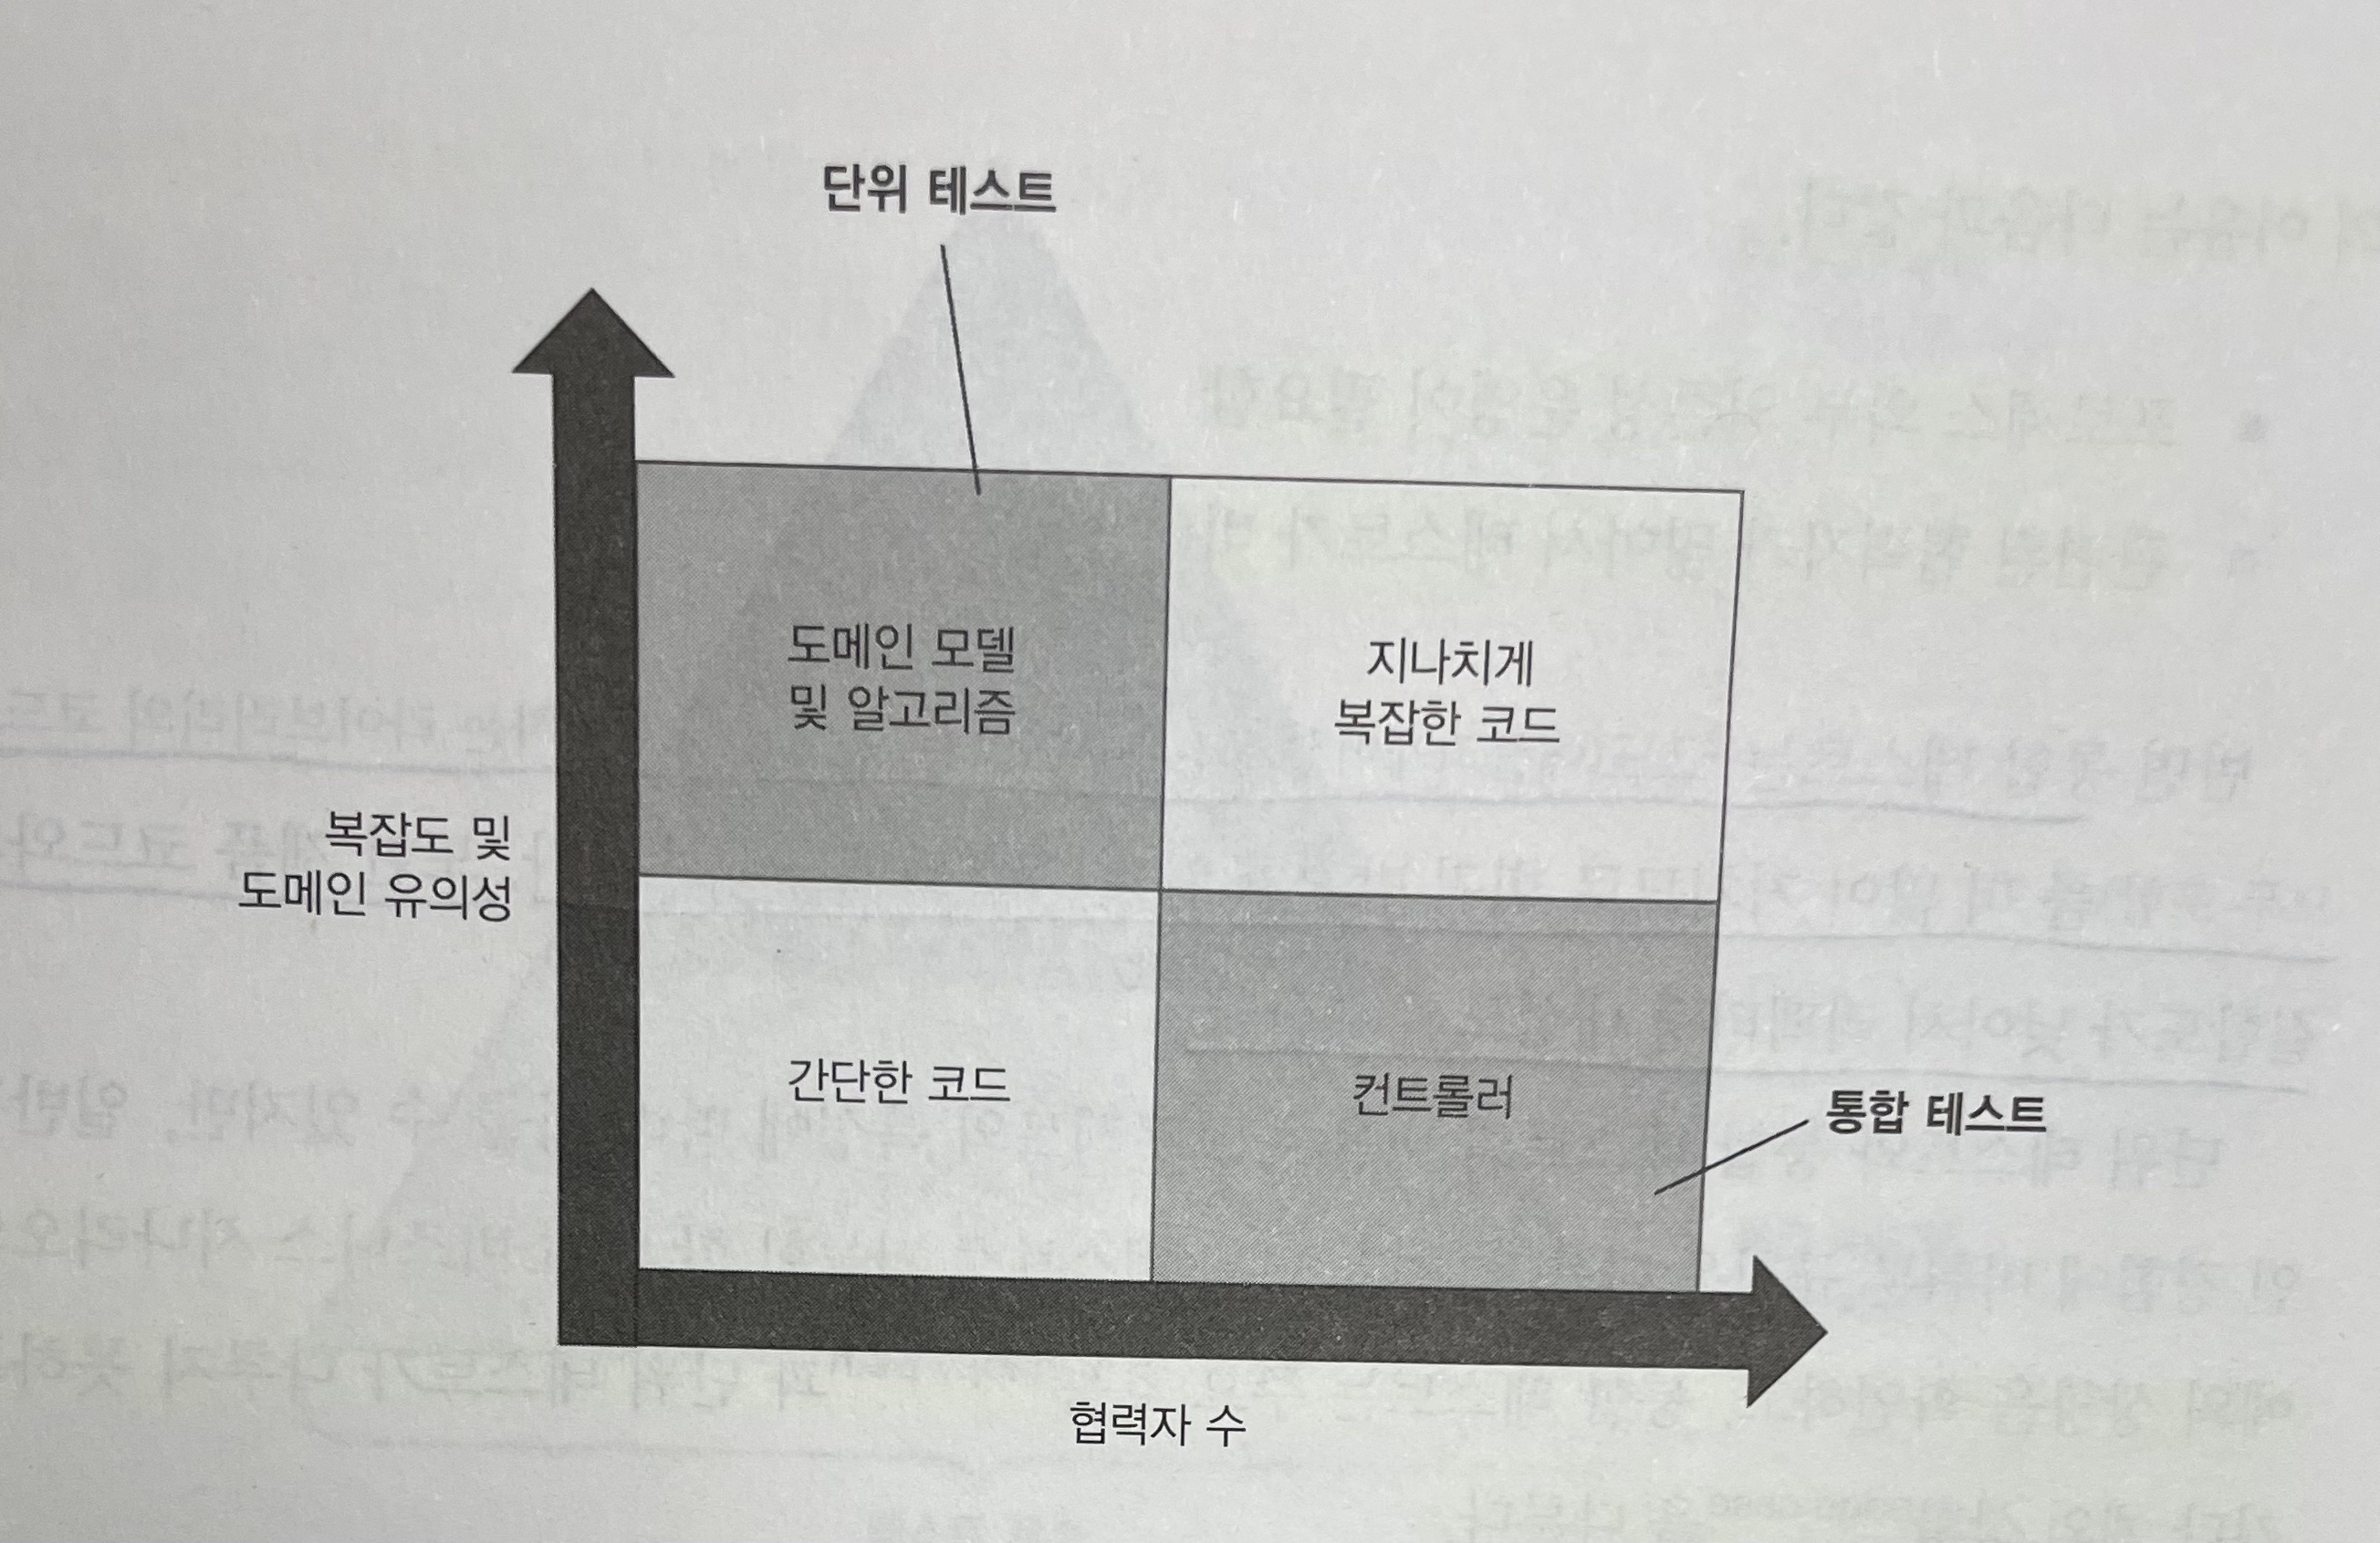 단위 테스트
도메인 모델
및 알고리즘
지나치게
복잡한 코드
복잡도 및
도메인 유의성
간단한 코드
컨트롤러
통합 테스트
협력자 수